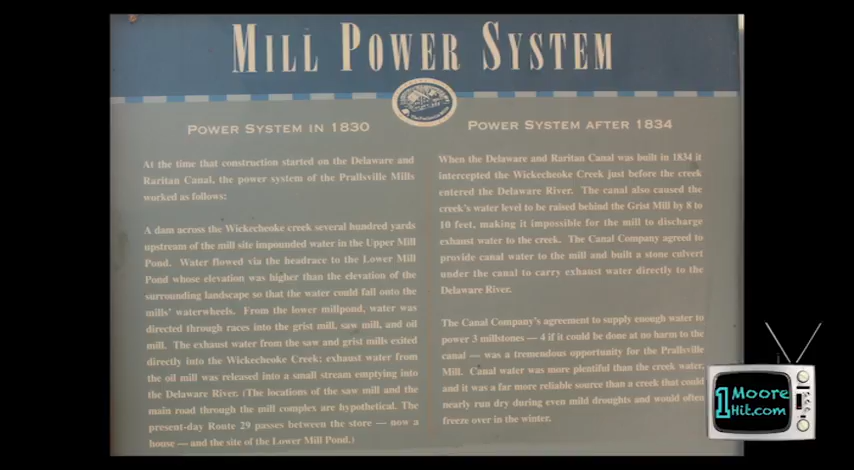 MILL POWER SYSTEM
POWER SYSTEM IN 1830
At the time that construction started on the Delaware and
Raritan Canal, the power system of the Prallsville Mills
worked as follows:
A dam across the Wickecheoke creek several hundred yards
upstream of the mill site impounded water in the Upper Mill
Pond. Water flowed via the headrace to the Lower Mill
Pond whose elevation was higher than the elevation of the
surrounding landscape so that the water could fall onto the
mills' waterwheels. From the lower millpond, water was
directed through races into the grist mill, saw mill, and oil
mill. The exhaust water from the saw and grist mills exited
directly into the Wickecheoke Creek; exhaust water from
the oil mill was released into a small stream emptying into
the Delaware River. (The locations of the saw mill and the
main road through the mill complex are hypothetical. The
present-day Route 29 passes between the store — now a
house — and the site of the Lower Mill Pond.)
POWER SYSTEM AFTER 1834
When the Delaware and Raritan Canal was built in 1834 it
intercepted the Wickecheoke Creek just before the creek
entered the Delaware River. The canal also caused the
creek's water level to be raised behind the Grist Mill by 8 to
10 feet, making it impossible for the mill to discharge
exhaust water to the creek. The Canal Company agreed to
provide canal water to the mill and built a stone culvert
under the canal to carry exhaust water directly to the
Delaware River.
The Canal Company's agreement to supply enough water to
power 3 millstones — 4 if it could be done at no harm to the
canal — was a tremendous opportunity for the Prallsville
Mill. Canal water was more plentiful than the creek water,
and it was a far more reliable source than a creek that could
nearly run dry during even mild droughts and would often
freeze over in the winter.
1 Moore
Hit.com